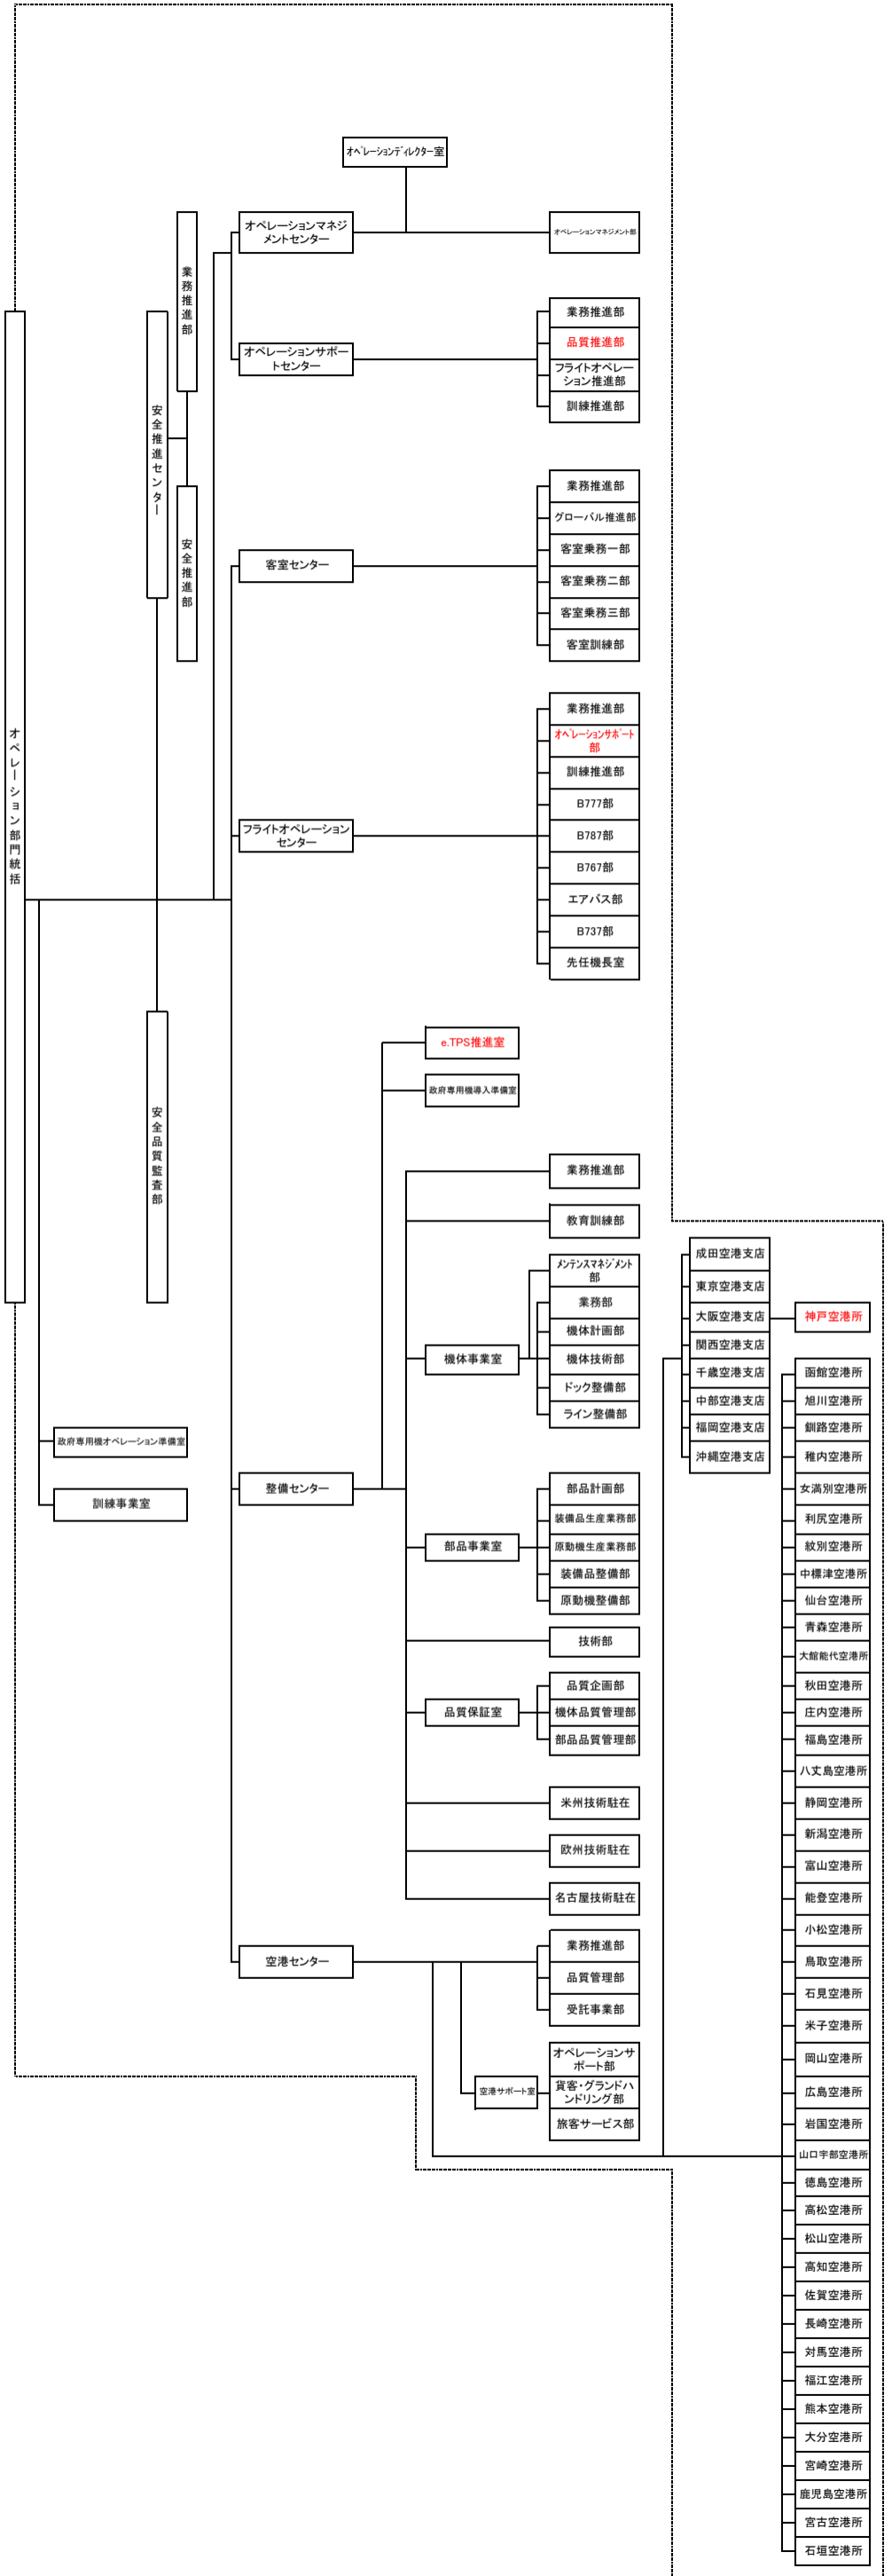 オペレーションディレクター室
オペレーションマネジ
メントセンター
オペレーションマネジメント部
業務推進部
オペレーションサポー
トセンター
業務推進部
品質推進部
フライトオペレー
ション推進部
訓練推進部
安全推進センター
安全推進部
客室センター
業務推進部
グローバル推進部
客室乗務一部
客室乗務二部
客室乗務三部
客室訓練部
オペレーション部門統括
フライトオペレーション
センター
業務推進部
オペレーションサポート
部
訓練推進部
B777部
B787部
B767部
エアバス部
B737部
先任機長室
安全品質監査部
政府専用機オペレーション準備室
訓練事業室
整備センター
e.TPS推進室
政府専用機導入準備室
業務推進部
教育訓練部
機体事業室
メンテンスマネジメント
部
業務部
機体計画部
機体技術部
ドック整備部
ライン整備部
部品事業室
部品計画部
装備品生産業務部
原動機生産業務部
装備品整備部
原動機整備部
技術部
品質保証室
品質企画部
機体品質管理部
部品品質管理部
米州技術駐在
欧州技術駐在
名古屋技術駐在
空港センター
業務推進部
品質管理部
受託事業部
空港サポート室
オペレーションサ
ポート部
貨客・グランドハ
ンドリング部
旅客サービス部
成田空港支店
東京空港支店
大阪空港支店
関西空港支店
千歳空港支店
中部空港支店
福岡空港支店
沖縄空港支店
神戸空港所
函館空港所
旭川空港所
釧路空港所
稚内空港所
女満別空港所
利尻空港所
紋別空港所
中標津空港所
仙台空港所
青森空港所
大館能代空港所
秋田空港所
庄内空港所
福島空港所
八丈島空港所
静岡空港所
新潟空港所
富山空港所
能登空港所
小松空港所
鳥取空港所
石見空港所
米子空港所
岡山空港所
広島空港所
岩国空港所
山口宇部空港所
徳島空港所
高松空港所
松山空港所
高知空港所
佐賀空港所
長崎空港所
対馬空港所
福江空港所
熊本空港所
大分空港所
宮崎空港所
鹿児島空港所
宮古空港所
石垣空港所